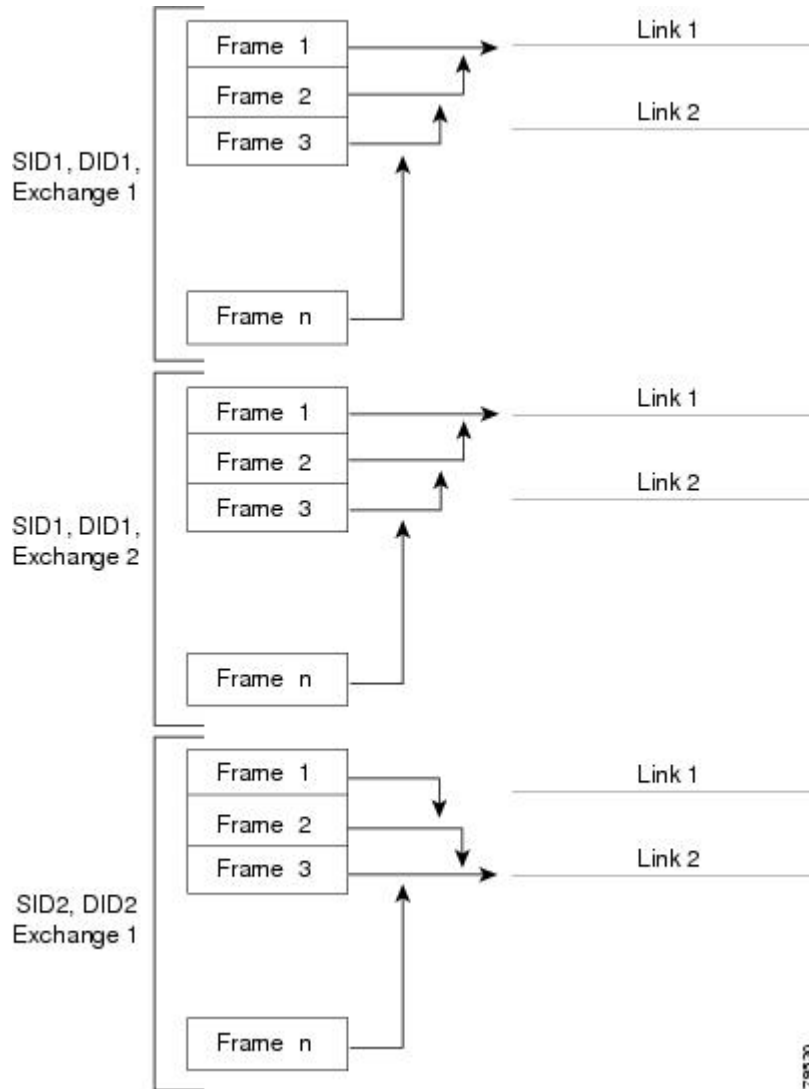 Frame 1
Link 1
Frame 2
Link 2
Frame 3
SID1, DID1,
Exchange 1
Frame n
Frame 1
Link 1
Frame 2
Link 2
Frame 3
SID1, DID1,
Exchange 2
Frame n
Frame 1
Link 1
Frame 2
Frame 3
Link 2
SID2, DID2
Exchange 1
Frame n